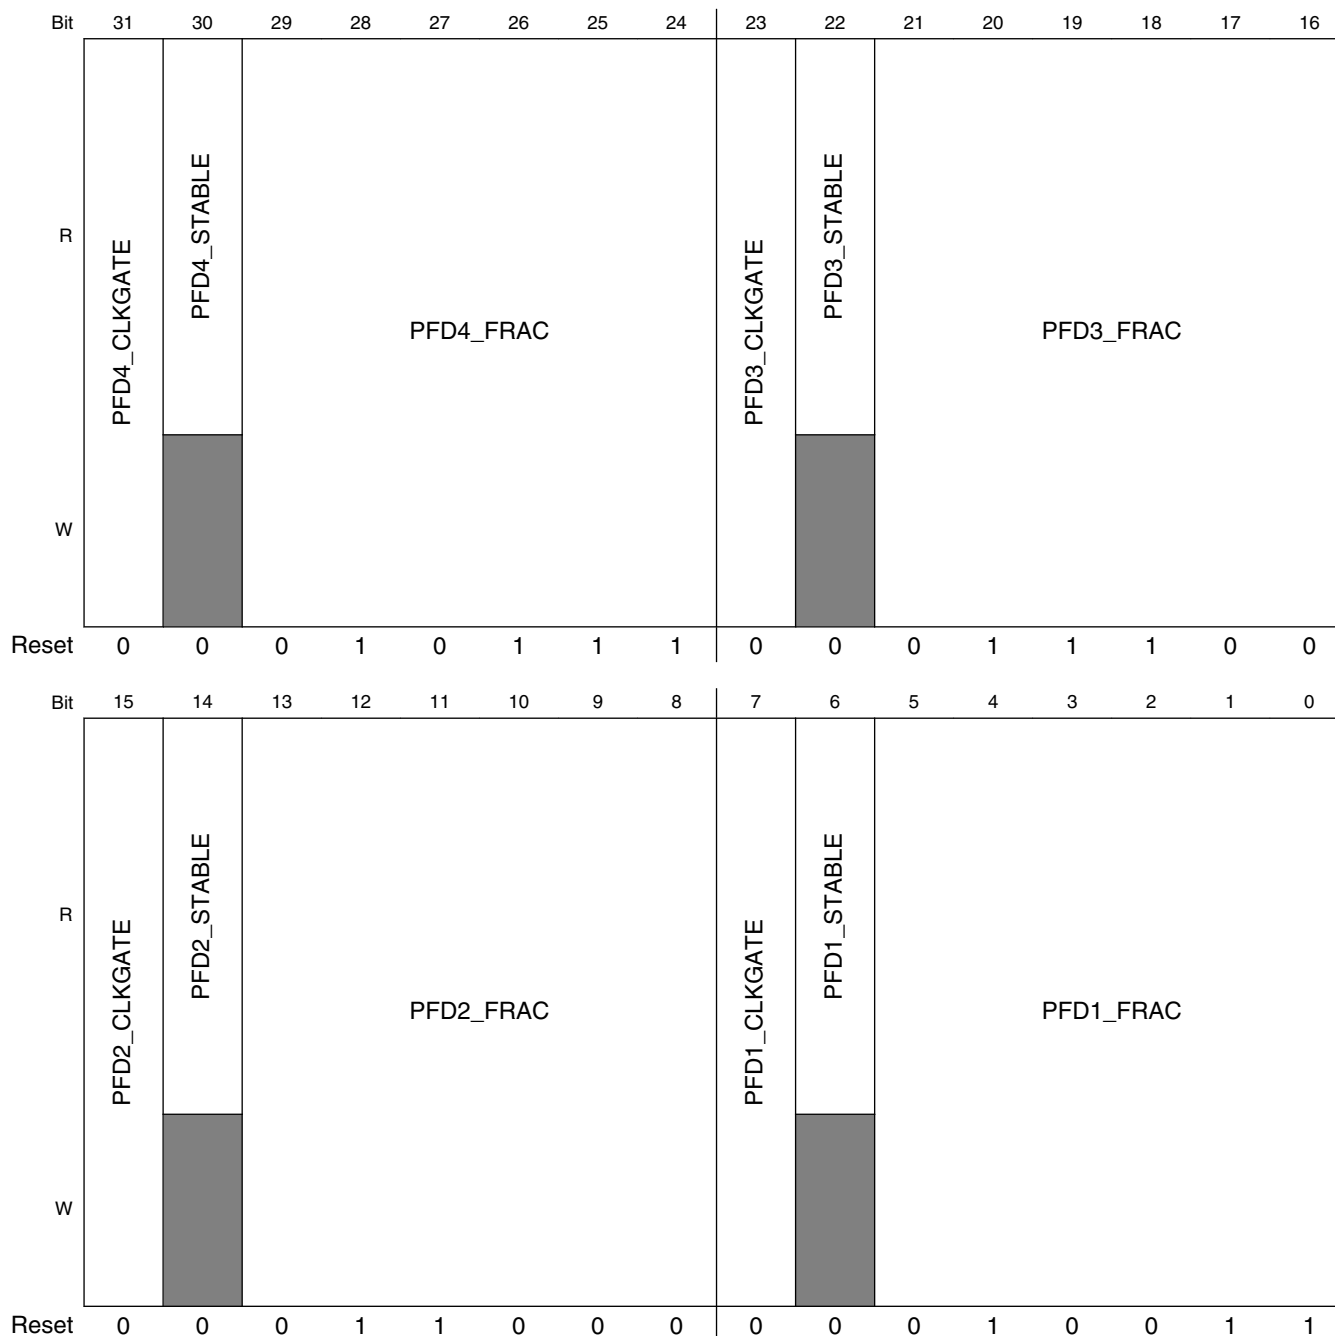 Bit 31 30 29 28 27 26 25 24 23 22 21 20 19 18 17 16
R
W
PFD4_CLKGATE
PFD4_STABLE
PFD4_FRAC
PFD3_CLKGATE
PFD3_STABLE
PFD3_FRAC
Reset 0 0 0 1 0 1 1 1 0 0 0 1 1 1 0 0
Bit 15 14 13 12 11 10 9 8 7 6 5 4 3 2 1 0
R
W
PFD2_CLKGATE
PFD2_STABLE
PFD2_FRAC
PFD1_CLKGATE
PFD1_STABLE
PFD1_FRAC
Reset 0 0 0 1 1 0 0 0 0 0 0 1 0 0 1 1